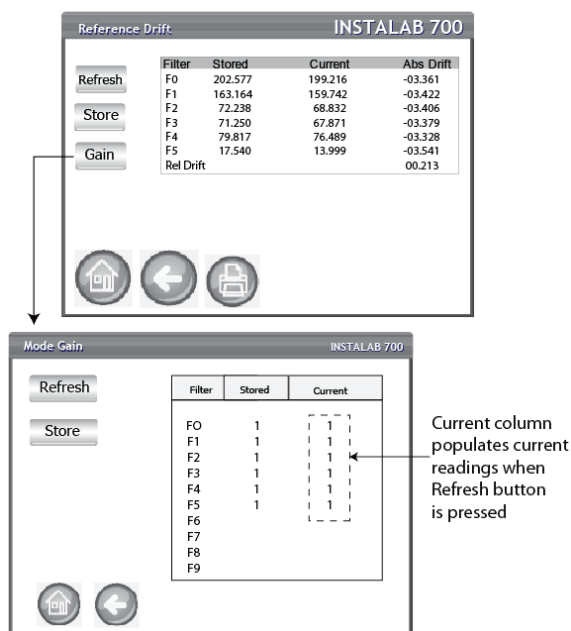 Reference Drift INSTALAB 700
Refresh
Store
Gain
Filter Stored Current Abs Drift
F0 202.577 199.216 -03.361
F1 163.164 159.742 -03.422
F2 72.238 68.832 -03.406
F3 71.250 67.871 -03.379
F4 79.817 76.489 -03.328
F5 17.540 13.999 -03.541
Rel Drift 00.213
Mode Gain INSTALAB 700
Refresh
Store
Filter Stored Current
FO 1 1
F1 1 1
F2 1 1
F3 1 1
F4 1 1
F5 1 1
F6
F7
F8
F9
Current column
populates current
readings when
Refresh button
is pressed